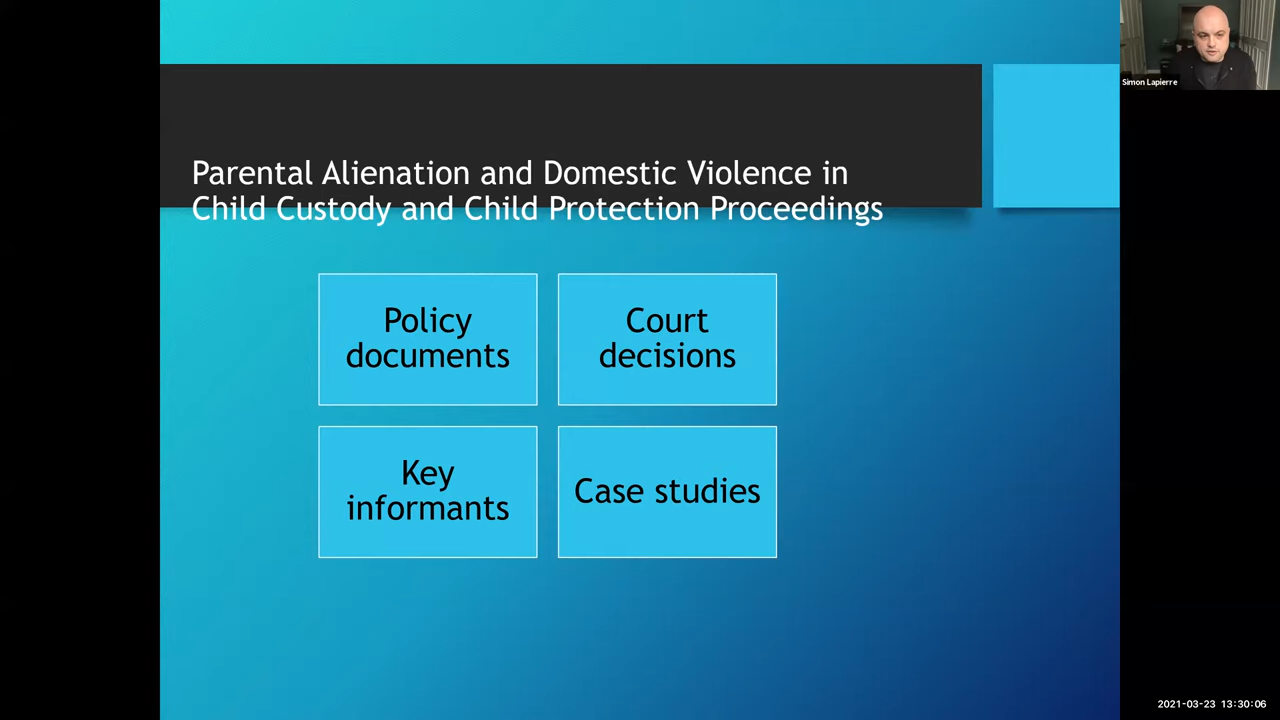 Parental Alienation and Domestic Violence in
Child Custody and Child Protection Proceedings
Policy
documents
Court
decisions
Key
informants
Case studies
Simon Lapierre
2021-03-23 13:30:06